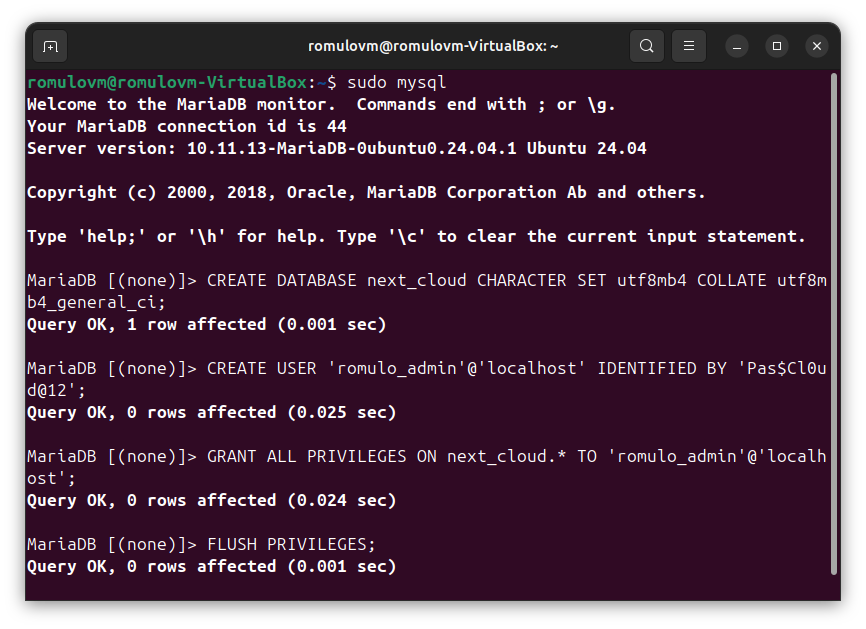 romulovm@romulovm-VirtualBox: ~
romulovm@romulovm-VirtualBox:~$ sudo mysql
Welcome to the MariaDB monitor.  Commands end with ; or \g.
Your MariaDB connection id is 44
Server version: 10.11.13-MariaDB-0ubuntu0.24.04.1 Ubuntu 24.04
Copyright (c) 2000, 2018, Oracle, MariaDB Corporation Ab and others.
Type 'help;' or '\h' for help. Type '\c' to clear the current input statement.
MariaDB [(none)]> CREATE DATABASE next_cloud CHARACTER SET utf8mb4 COLLATE utf8m
b4_general_ci;
Query OK, 1 row affected (0.001 sec)
MariaDB [(none)]> CREATE USER 'romulo_admin'@'localhost' IDENTIFIED BY 'Pas$Cl0u
d@12';
Query OK, 0 rows affected (0.025 sec)
MariaDB [(none)]> GRANT ALL PRIVILEGES ON next_cloud.* TO 'romulo_admin'@'localh
ost';
Query OK, 0 rows affected (0.024 sec)
MariaDB [(none)]> FLUSH PRIVILEGES;
Query OK, 0 rows affected (0.001 sec)